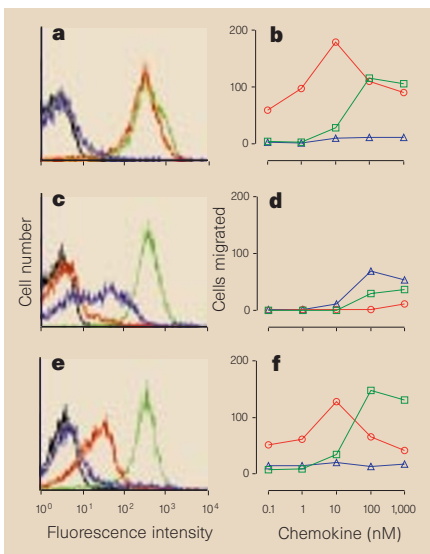 a
b
200
100
0
c
d
200
100
0
Cell number
Cells migrated
e
f
200
100
0
10⁰ 10¹ 10² 10³ 10⁴
0.1 1 10 100 1,000
Fluorescence intensity
Chemokine (nM)